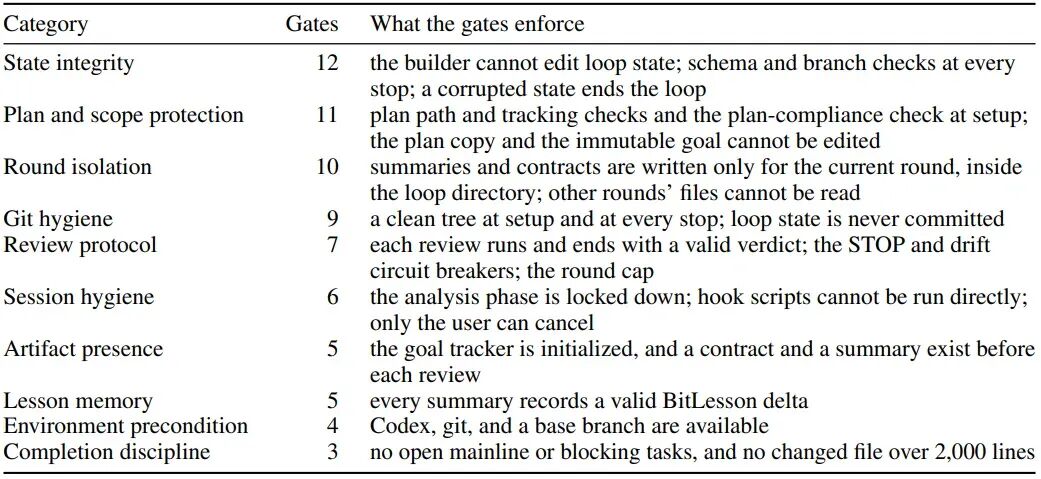 Category Gates What the gates enforce
State integrity 12 the builder cannot edit loop state; schema and branch checks at every
stop; a corrupted state ends the loop
Plan and scope protection 11 plan path and tracking checks and the plan-compliance check at setup;
the plan copy and the immutable goal cannot be edited
Round isolation 10 summaries and contracts are written only for the current round, inside
the loop directory; other rounds’ files cannot be read
Git hygiene 9 a clean tree at setup and at every stop; loop state is never committed
Review protocol 7 each review runs and ends with a valid verdict; the STOP and drift
circuit breakers; the round cap
Session hygiene 6 the analysis phase is locked down; hook scripts cannot be run directly;
only the user can cancel
Artifact presence 5 the goal tracker is initialized, and a contract and a summary exist before
each review
Lesson memory 5 every summary records a valid BitLesson delta
Environment precondition 4 Codex, git, and a base branch are available
Completion discipline 3 no open mainline or blocking tasks, and no changed file over 2,000 lines